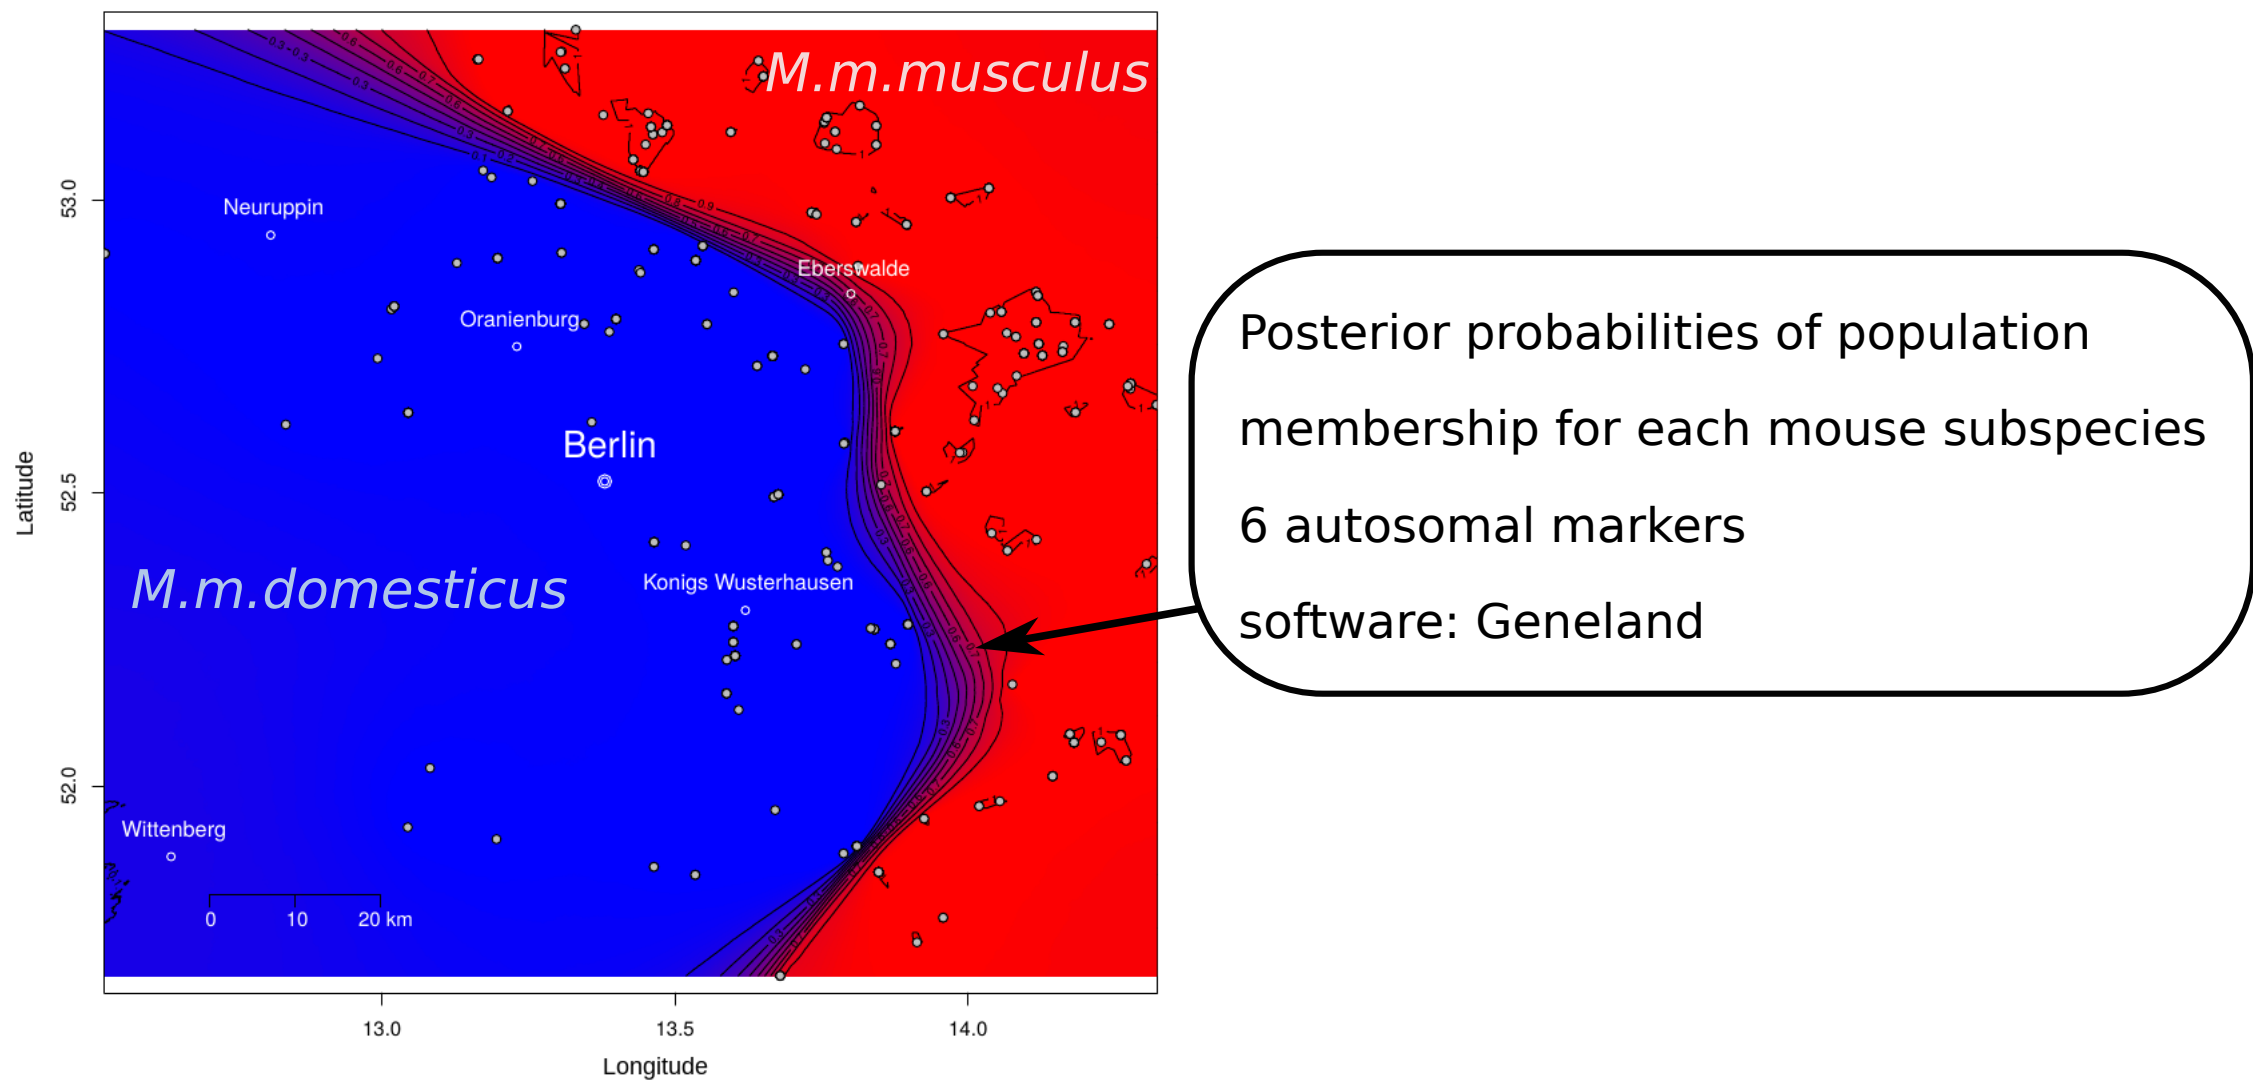 M.m.musculus
Neuruppin
Eberswalde
Oranienburg
Berlin
M.m.domesticus
Konigs Wusterhausen
Wittenberg
0 10 20 km
53.0
52.5
52.0
Latitude
13.0 13.5 14.0
Longitude
Posterior probabilities of population
membership for each mouse subspecies
6 autosomal markers
software: Geneland